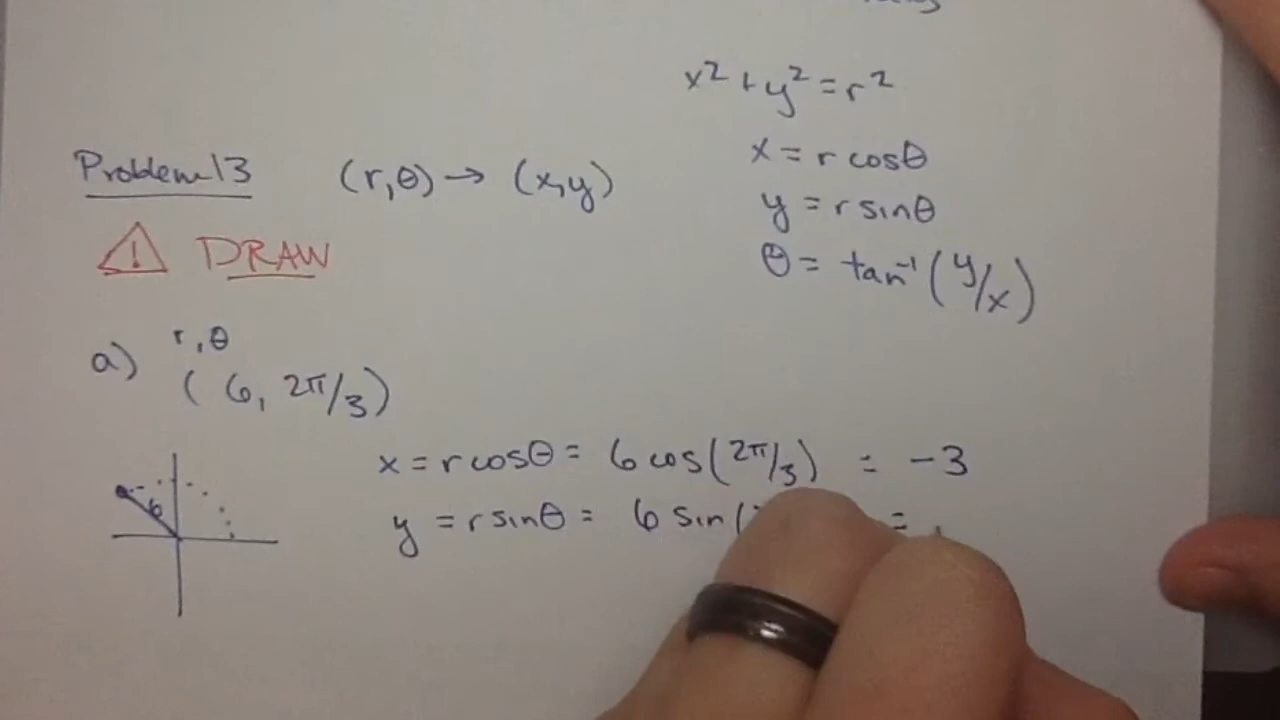 x² + y² = r²
x = r cosθ
Problem 13 (r,θ) → (x,y)
y = r sinθ
⚠ DRAW
θ = tan⁻¹(y/x)
a) r,θ
(6, 2π/3)
x = r cosθ = 6 cos(2π/3) = -3
6
y = r sinθ = 6 sin( =